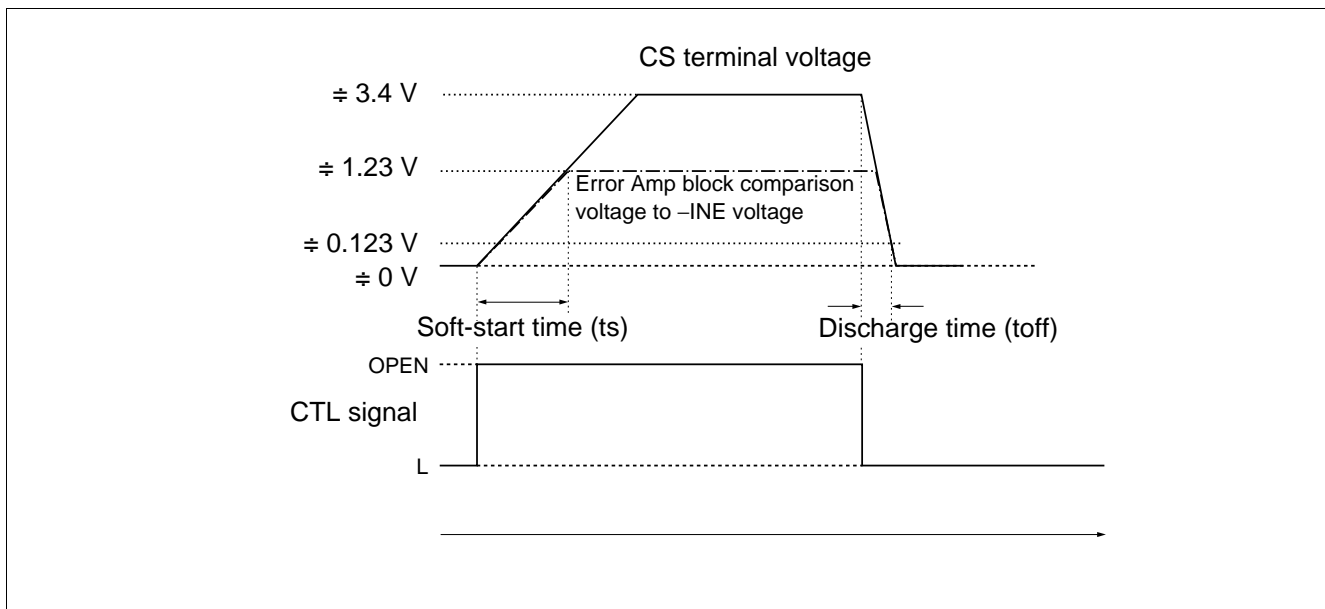 CS terminal voltage
≑ 3.4 V
≑ 1.23 V
Error Amp block comparison
voltage to −INE voltage
≑ 0.123 V
≑ 0 V
Soft-start time (ts)
Discharge time (toff)
OPEN
CTL signal
L